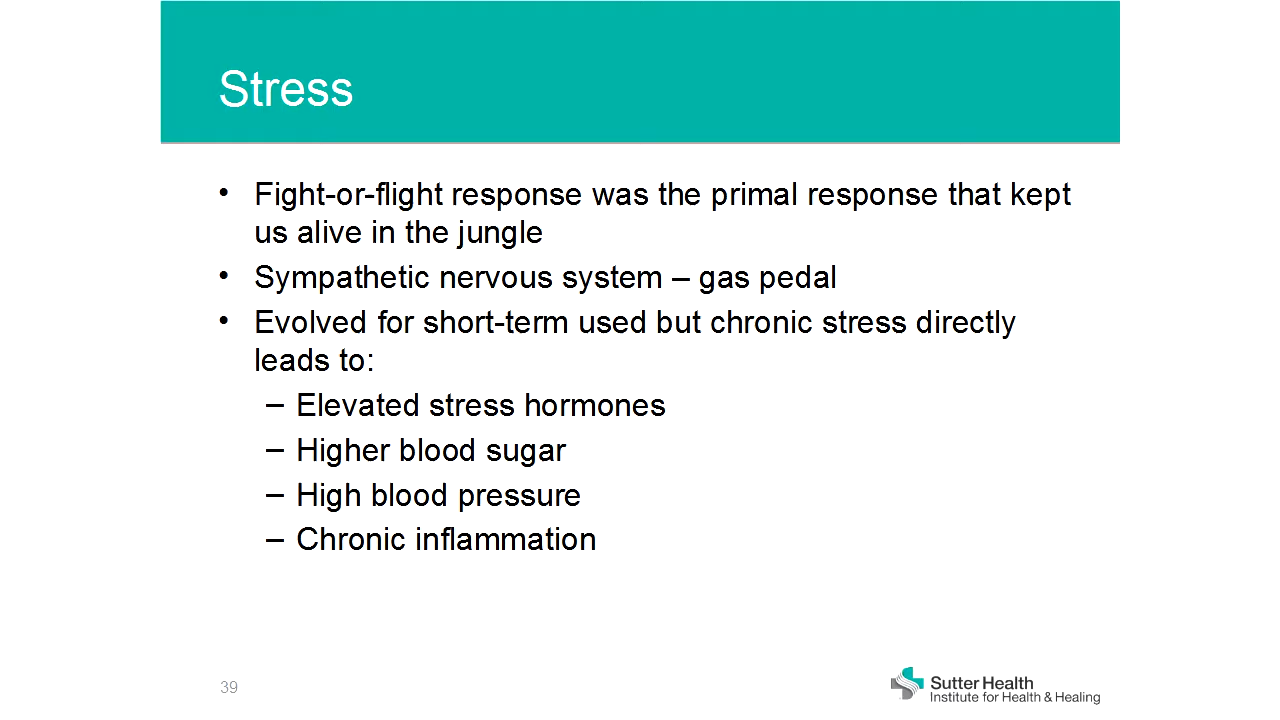 Stress
• Fight-or-flight response was the primal response that kept
us alive in the jungle
• Sympathetic nervous system – gas pedal
• Evolved for short-term used but chronic stress directly
leads to:
– Elevated stress hormones
– Higher blood sugar
– High blood pressure
– Chronic inflammation
39
Sutter Health
Institute for Health & Healing